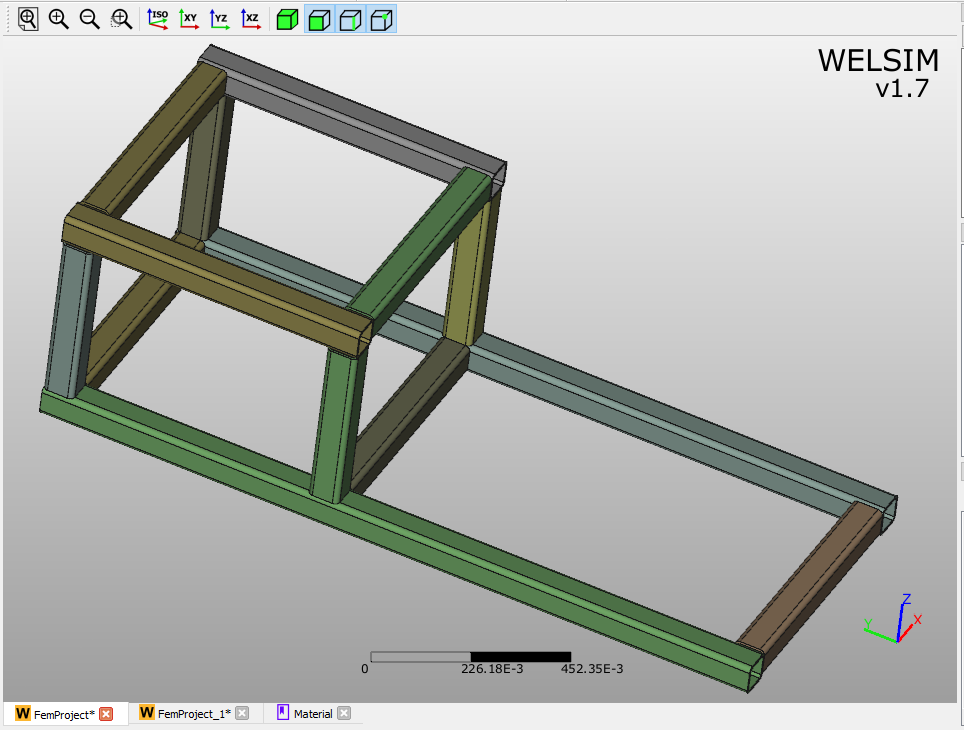 ISO XY YZ XZ
WELSIM
v1.7
Z
Y X
0 226.18E-3 452.35E-3
W FemProject* W FemProject_1* Material